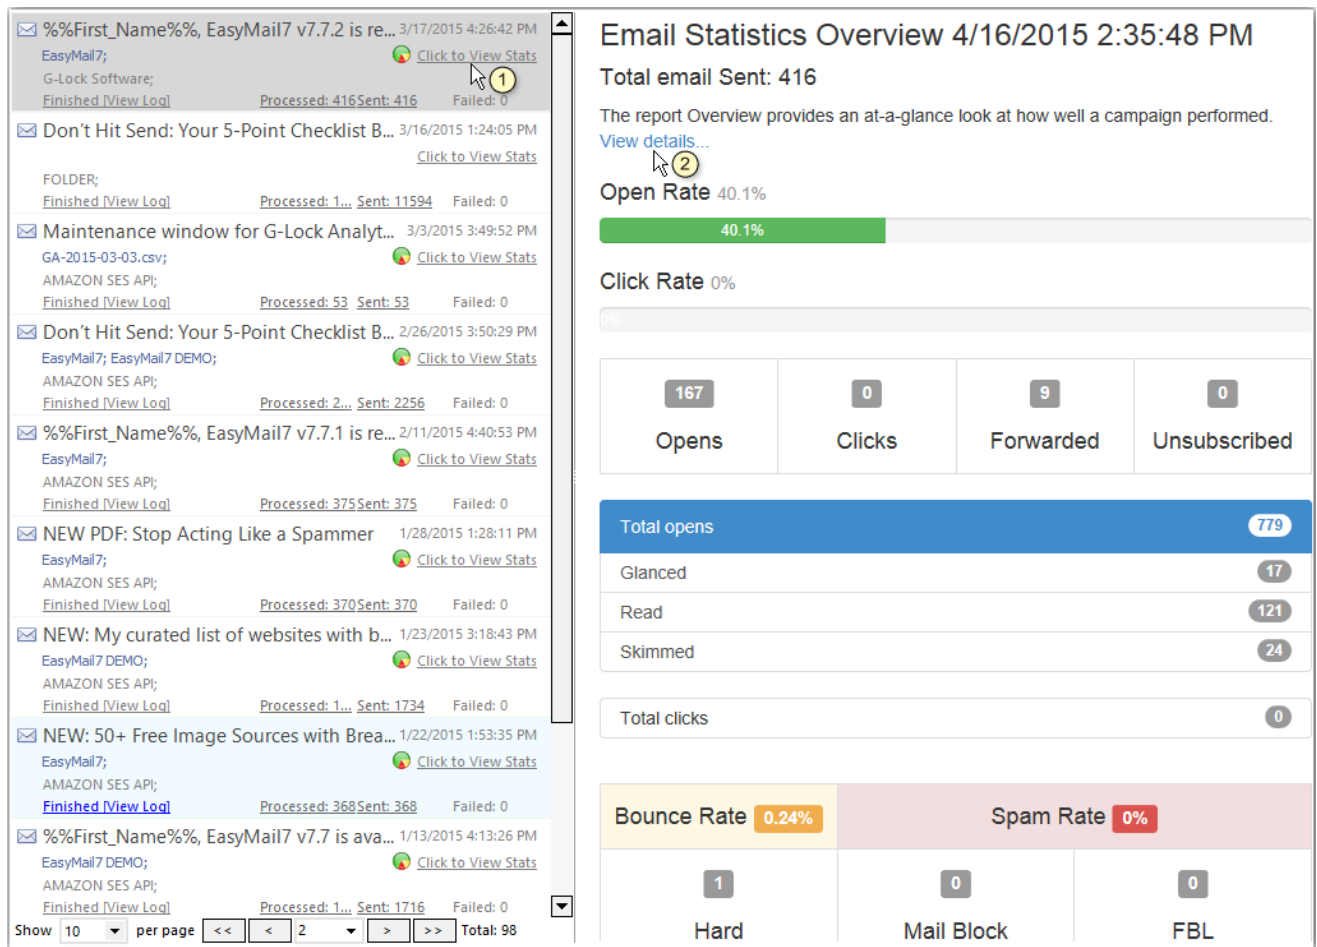 %%First_Name%%, EasyMail7 v7.7.2 is re... 3/17/2015 4:26:42 PM
EasyMail7; Click to View Stats
1
G-Lock Software;
Finished [View Log] Processed: 416 Sent: 416 Failed: 0
Don't Hit Send: Your 5-Point Checklist B... 3/16/2015 1:24:05 PM
Click to View Stats
FOLDER;
Finished [View Log] Processed: 1... Sent: 11594 Failed: 0
Maintenance window for G-Lock Analyt... 3/3/2015 3:49:52 PM
GA-2015-03-03.csv; Click to View Stats
AMAZON SES API;
Finished [View Log] Processed: 53 Sent: 53 Failed: 0
Don't Hit Send: Your 5-Point Checklist B... 2/26/2015 3:50:29 PM
EasyMail7; EasyMail7 DEMO; Click to View Stats
AMAZON SES API;
Finished [View Log] Processed: 2... Sent: 2256 Failed: 0
%%First_Name%%, EasyMail7 v7.7.1 is re... 2/11/2015 4:40:53 PM
EasyMail7; Click to View Stats
AMAZON SES API;
Finished [View Log] Processed: 375 Sent: 375 Failed: 0
NEW PDF: Stop Acting Like a Spammer 1/28/2015 1:28:11 PM
EasyMail7; Click to View Stats
AMAZON SES API;
Finished [View Log] Processed: 370 Sent: 370 Failed: 0
NEW: My curated list of websites with b... 1/23/2015 3:18:43 PM
EasyMail7 DEMO; Click to View Stats
AMAZON SES API;
Finished [View Log] Processed: 1... Sent: 1734 Failed: 0
NEW: 50+ Free Image Sources with Brea... 1/22/2015 1:53:35 PM
EasyMail7; Click to View Stats
AMAZON SES API;
Finished [View Log] Processed: 368 Sent: 368 Failed: 0
%%First_Name%%, EasyMail7 v7.7 is ava... 1/13/2015 4:13:26 PM
EasyMail7 DEMO; Click to View Stats
AMAZON SES API;
Finished [View Log] Processed: 1... Sent: 1716 Failed: 0
Show 10 per page << < 2 > >> Total: 98
Email Statistics Overview 4/16/2015 2:35:48 PM
Total email Sent: 416
The report Overview provides an at-a-glance look at how well a campaign performed.
View details...
2
Open Rate 40.1%
40.1%
Click Rate 0%
0%
167 0 9 0
Opens Clicks Forwarded Unsubscribed
Total opens 779
Glanced 17
Read 121
Skimmed 24
Total clicks 0
Bounce Rate 0.24% Spam Rate 0%
1 0 0
Hard Mail Block FBL